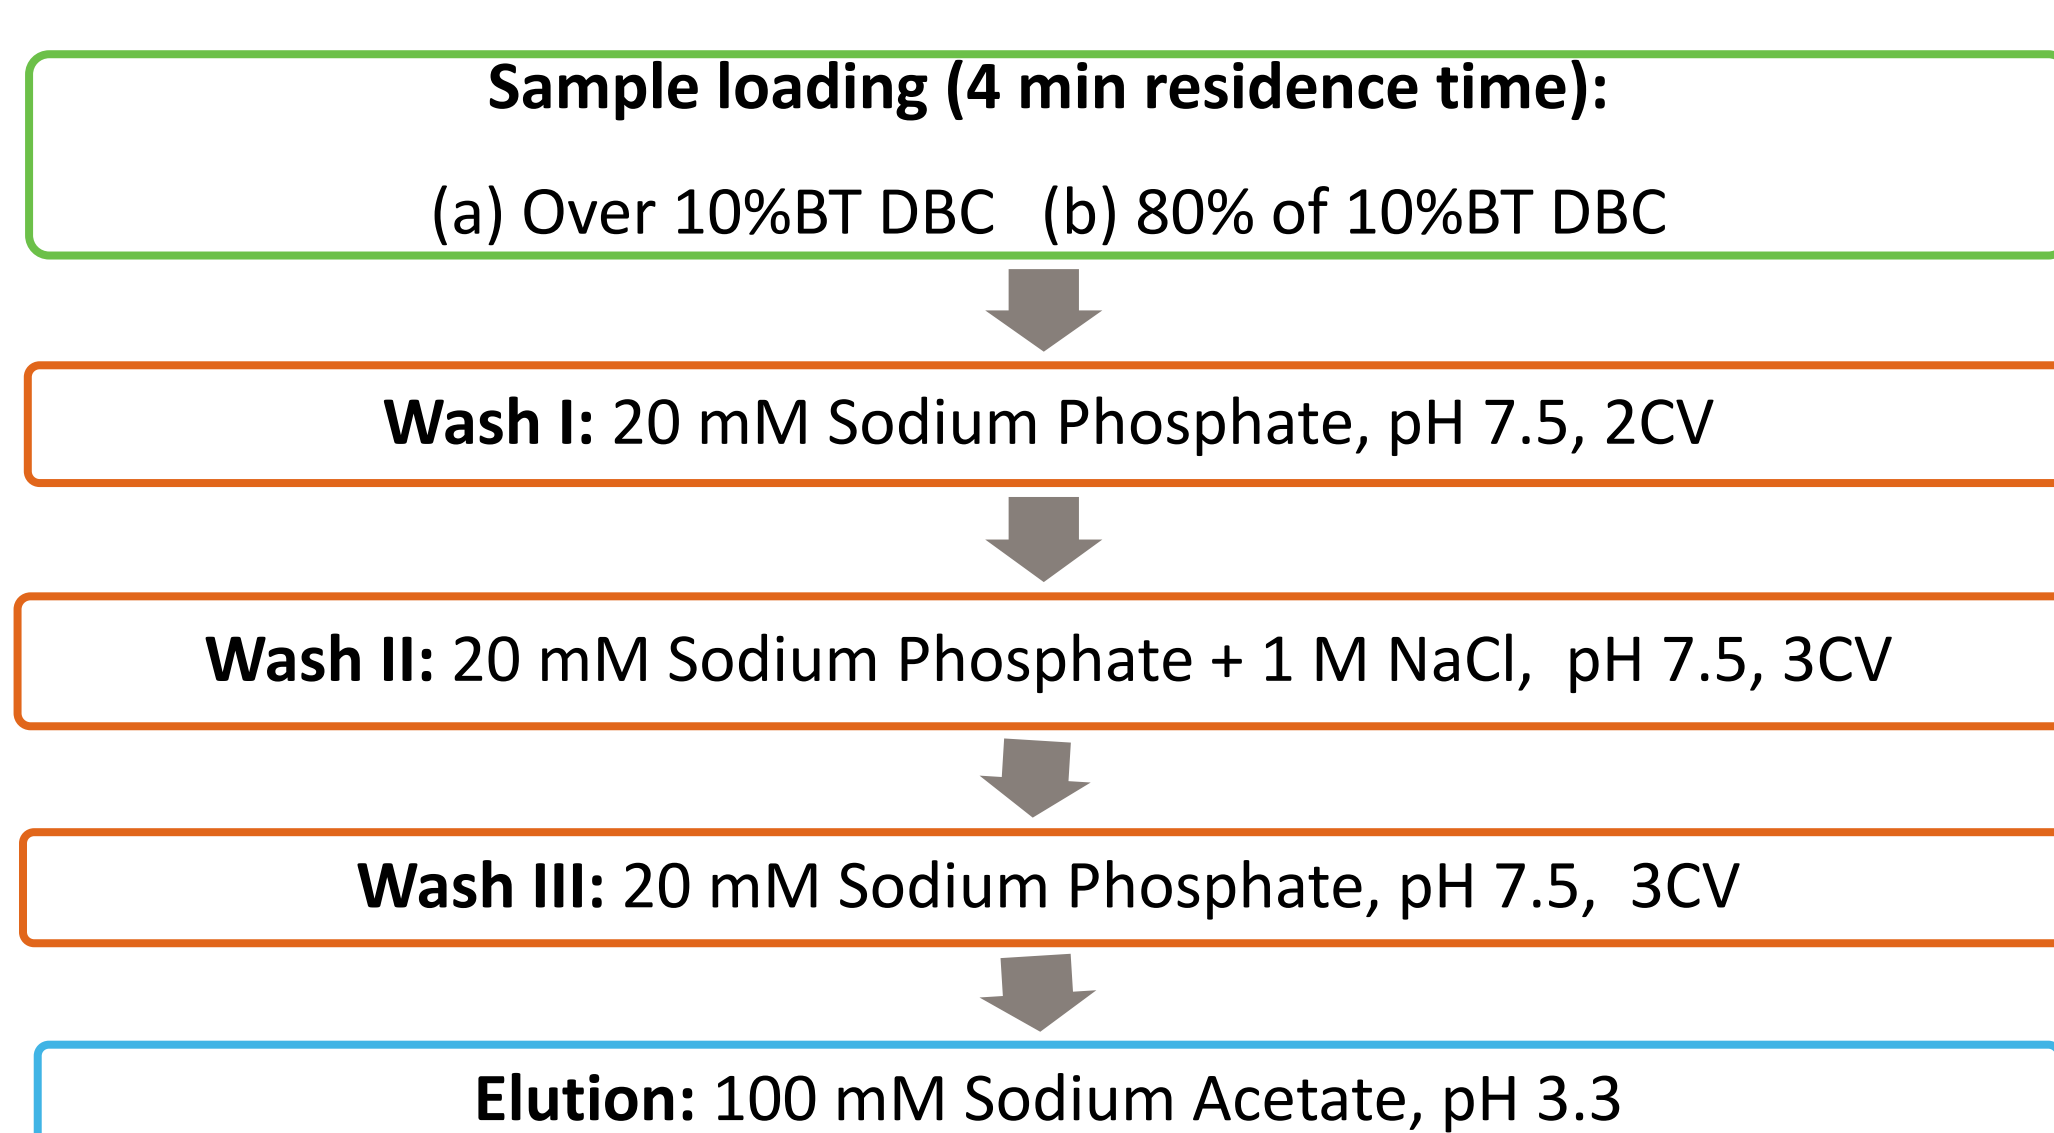 Sample loading (4 min residence time):
(a) Over 10%BT DBC (b) 80% of 10%BT DBC
Wash I: 20 mM Sodium Phosphate, pH 7.5, 2CV
Wash II: 20 mM Sodium Phosphate + 1 M NaCl, pH 7.5, 3CV
Wash III: 20 mM Sodium Phosphate, pH 7.5, 3CV
Elution: 100 mM Sodium Acetate, pH 3.3